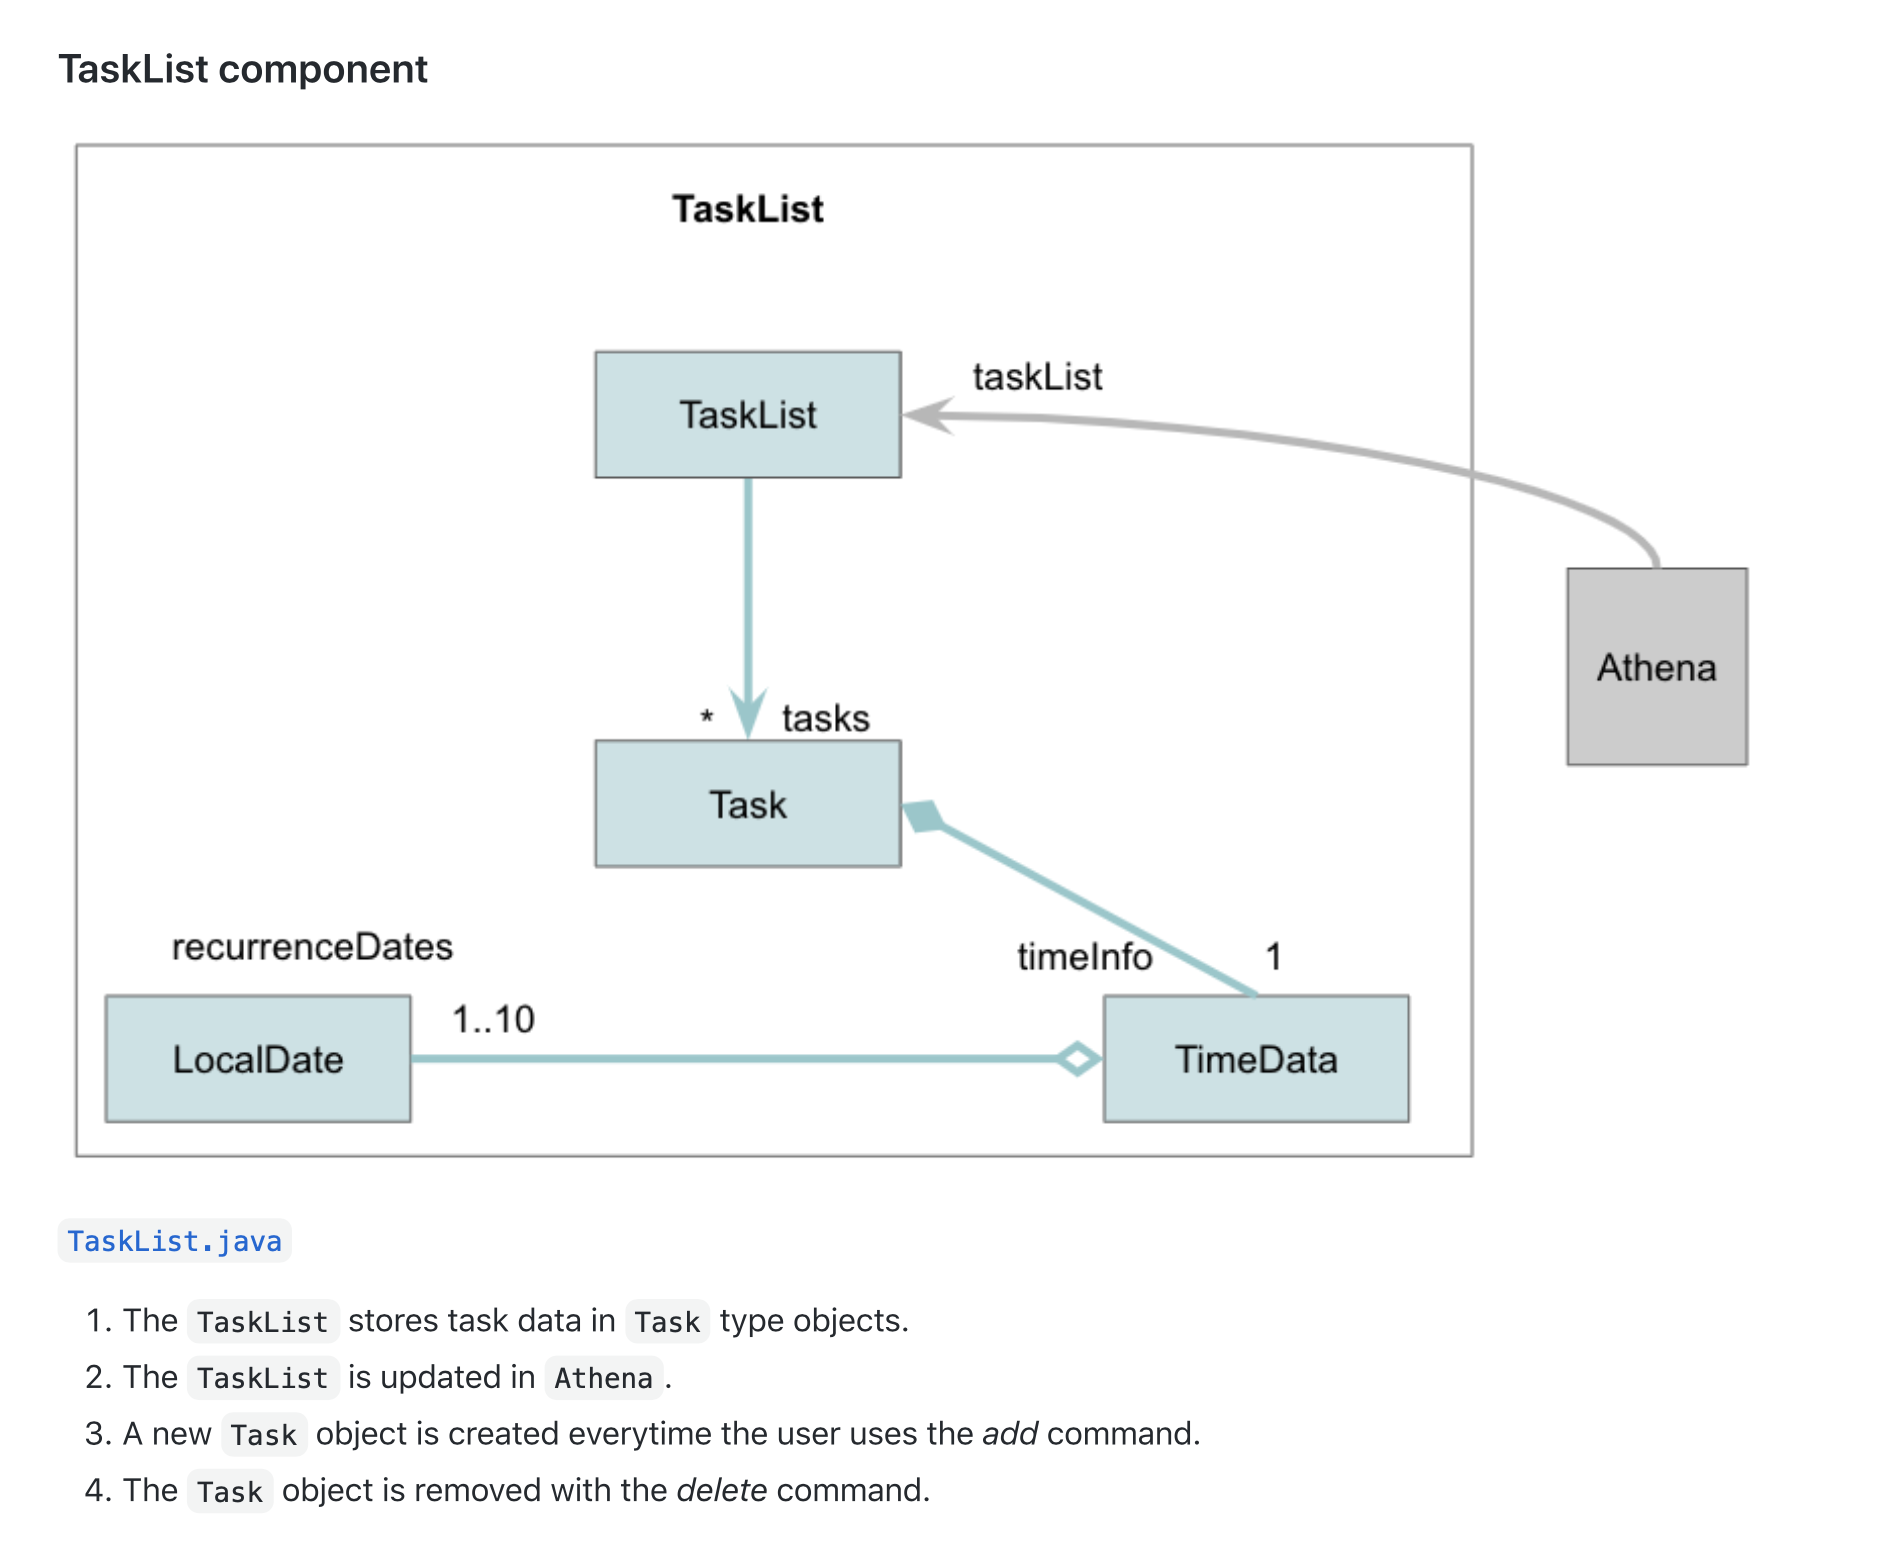 TaskList component
TaskList
taskList
TaskList
Athena
* tasks
Task
recurrenceDates
timeInfo 1
1..10
LocalDate
TimeData
TaskList.java
1. The TaskList stores task data in Task type objects.
2. The TaskList is updated in Athena.
3. A new Task object is created everytime the user uses the add command.
4. The Task object is removed with the delete command.